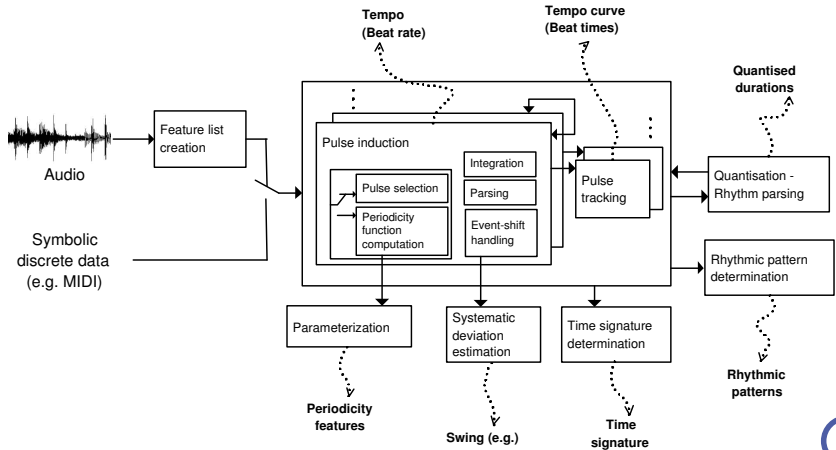 Tempo
(Beat rate)
Tempo curve
(Beat times)
Quantised
durations
Feature list
creation
Audio
Symbolic
discrete data
(e.g. MIDI)
Pulse induction
Pulse selection
Periodicity
function
computation
Integration
Parsing
Event-shift
handling
Pulse
tracking
Quantisation -
Rhythm parsing
Rhythmic pattern
determination
Parameterization
Systematic
deviation
estimation
Time signature
determination
Periodicity
features
Swing (e.g.)
Time
signature
Rhythmic
patterns